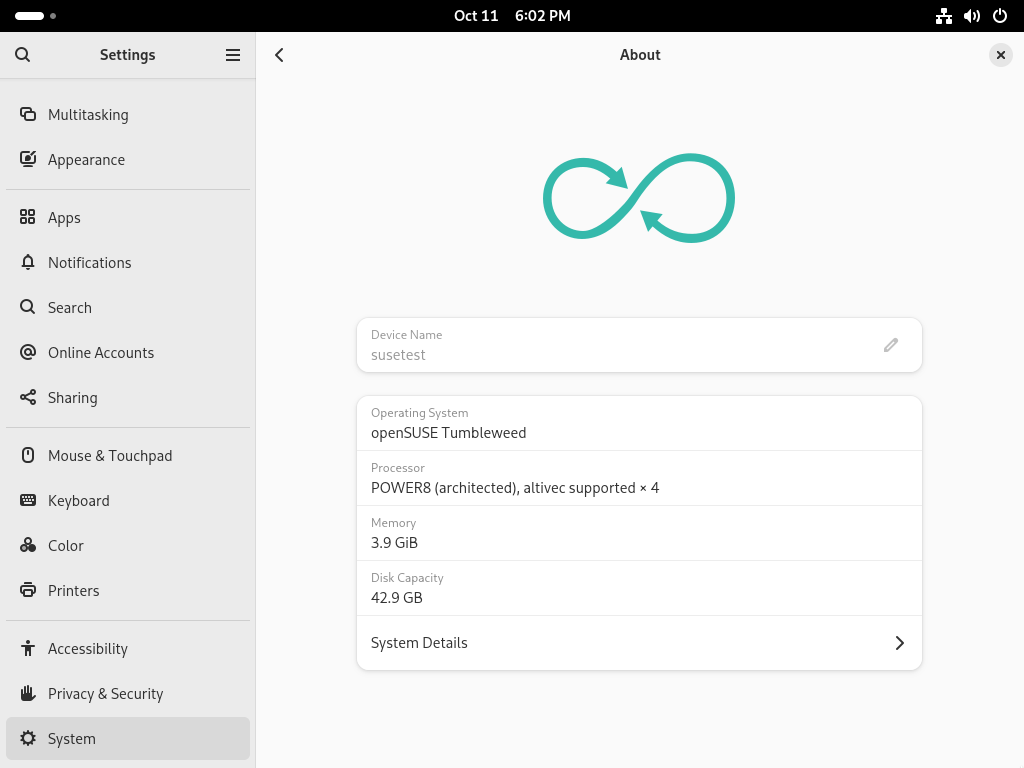 Oct 11 6:02 PM
Settings
About
Multitasking
Appearance
Apps
Notifications
Search
Online Accounts
Sharing
Mouse & Touchpad
Keyboard
Color
Printers
Accessibility
Privacy & Security
System
Device Name
susetest
Operating System
openSUSE Tumbleweed
Processor
POWER8 (architected), altivec supported × 4
Memory
3.9 GiB
Disk Capacity
42.9 GB
System Details